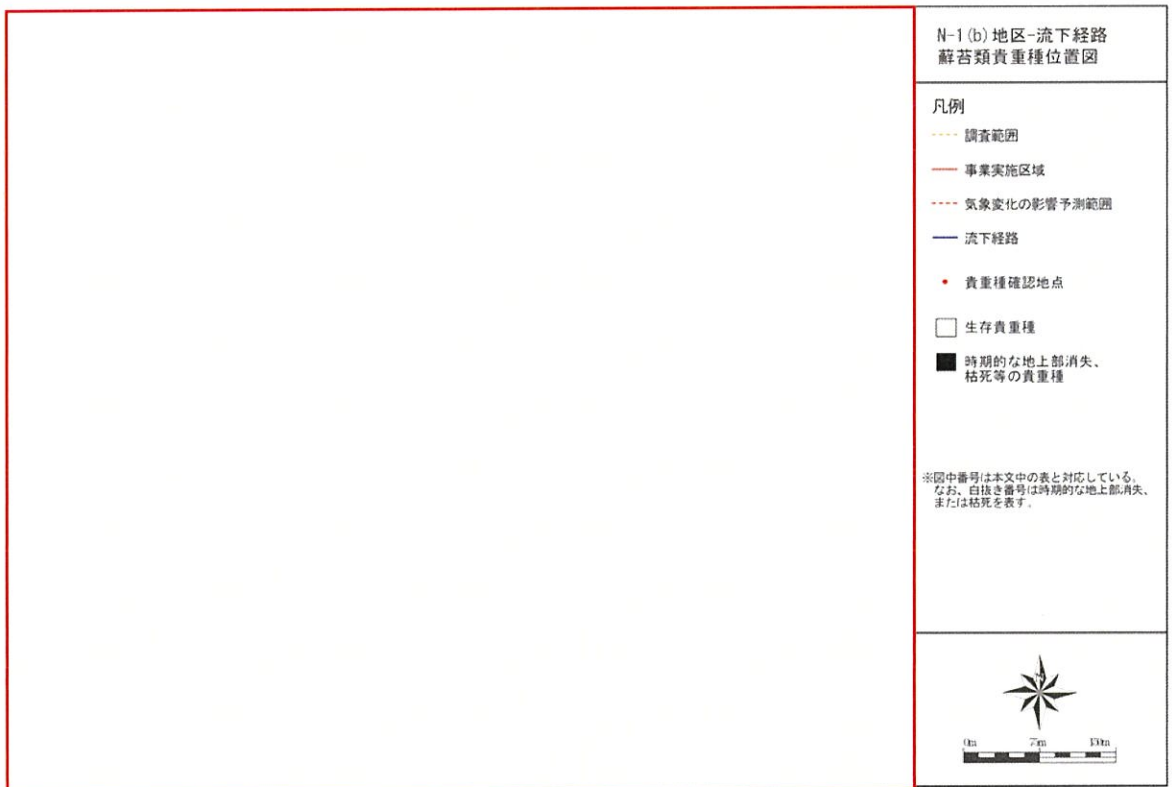 N-1(b)地区-流下経路
蘚苔類貴重種位置図
凡例
調査範囲
事業実施区域
気象変化の影響予測範囲
流下経路
貴重種確認地点
生存貴重種
時期的な地上部消失、
枯死等の貴重種
※図中番号は本文中の表と対応している。
なお、白抜き番号は時期的な地上部消失、
または枯死を表す。
N
0m 75m 150m